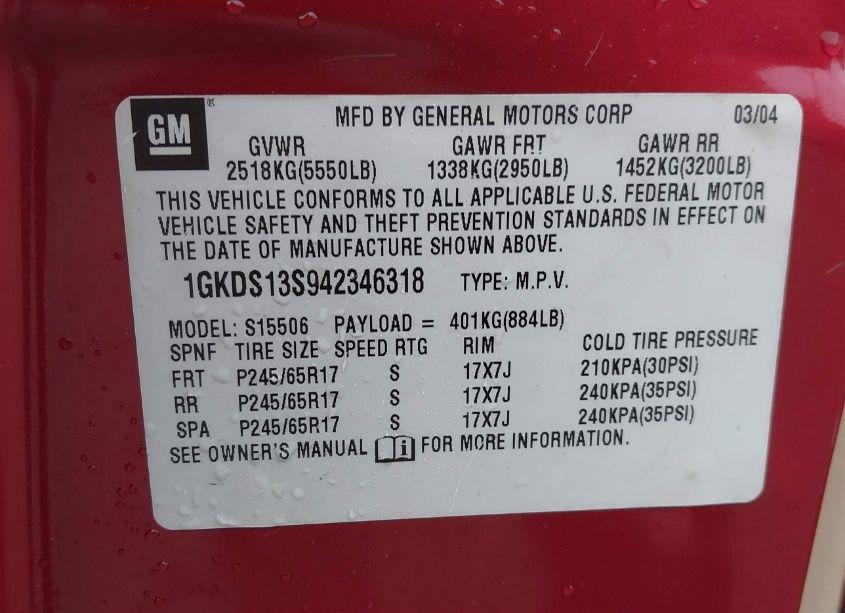 GM® MFD BY GENERAL MOTORS CORP 03/04
GVWR GAWR FRT GAWR RR
2518KG(5550LB) 1338KG(2950LB) 1452KG(3200LB)
THIS VEHICLE CONFORMS TO ALL APPLICABLE U.S. FEDERAL MOTOR
VEHICLE SAFETY AND THEFT PREVENTION STANDARDS IN EFFECT ON
THE DATE OF MANUFACTURE SHOWN ABOVE.
1GKDS13S942346318 TYPE: M.P.V.
MODEL: S15506 PAYLOAD = 401KG(884LB)
SPNF TIRE SIZE SPEED RTG RIM COLD TIRE PRESSURE
FRT P245/65R17 S 17X7J 210KPA(30PSI)
RR P245/65R17 S 17X7J 240KPA(35PSI)
SPA P245/65R17 S 17X7J 240KPA(35PSI)
SEE OWNER'S MANUAL i FOR MORE INFORMATION.